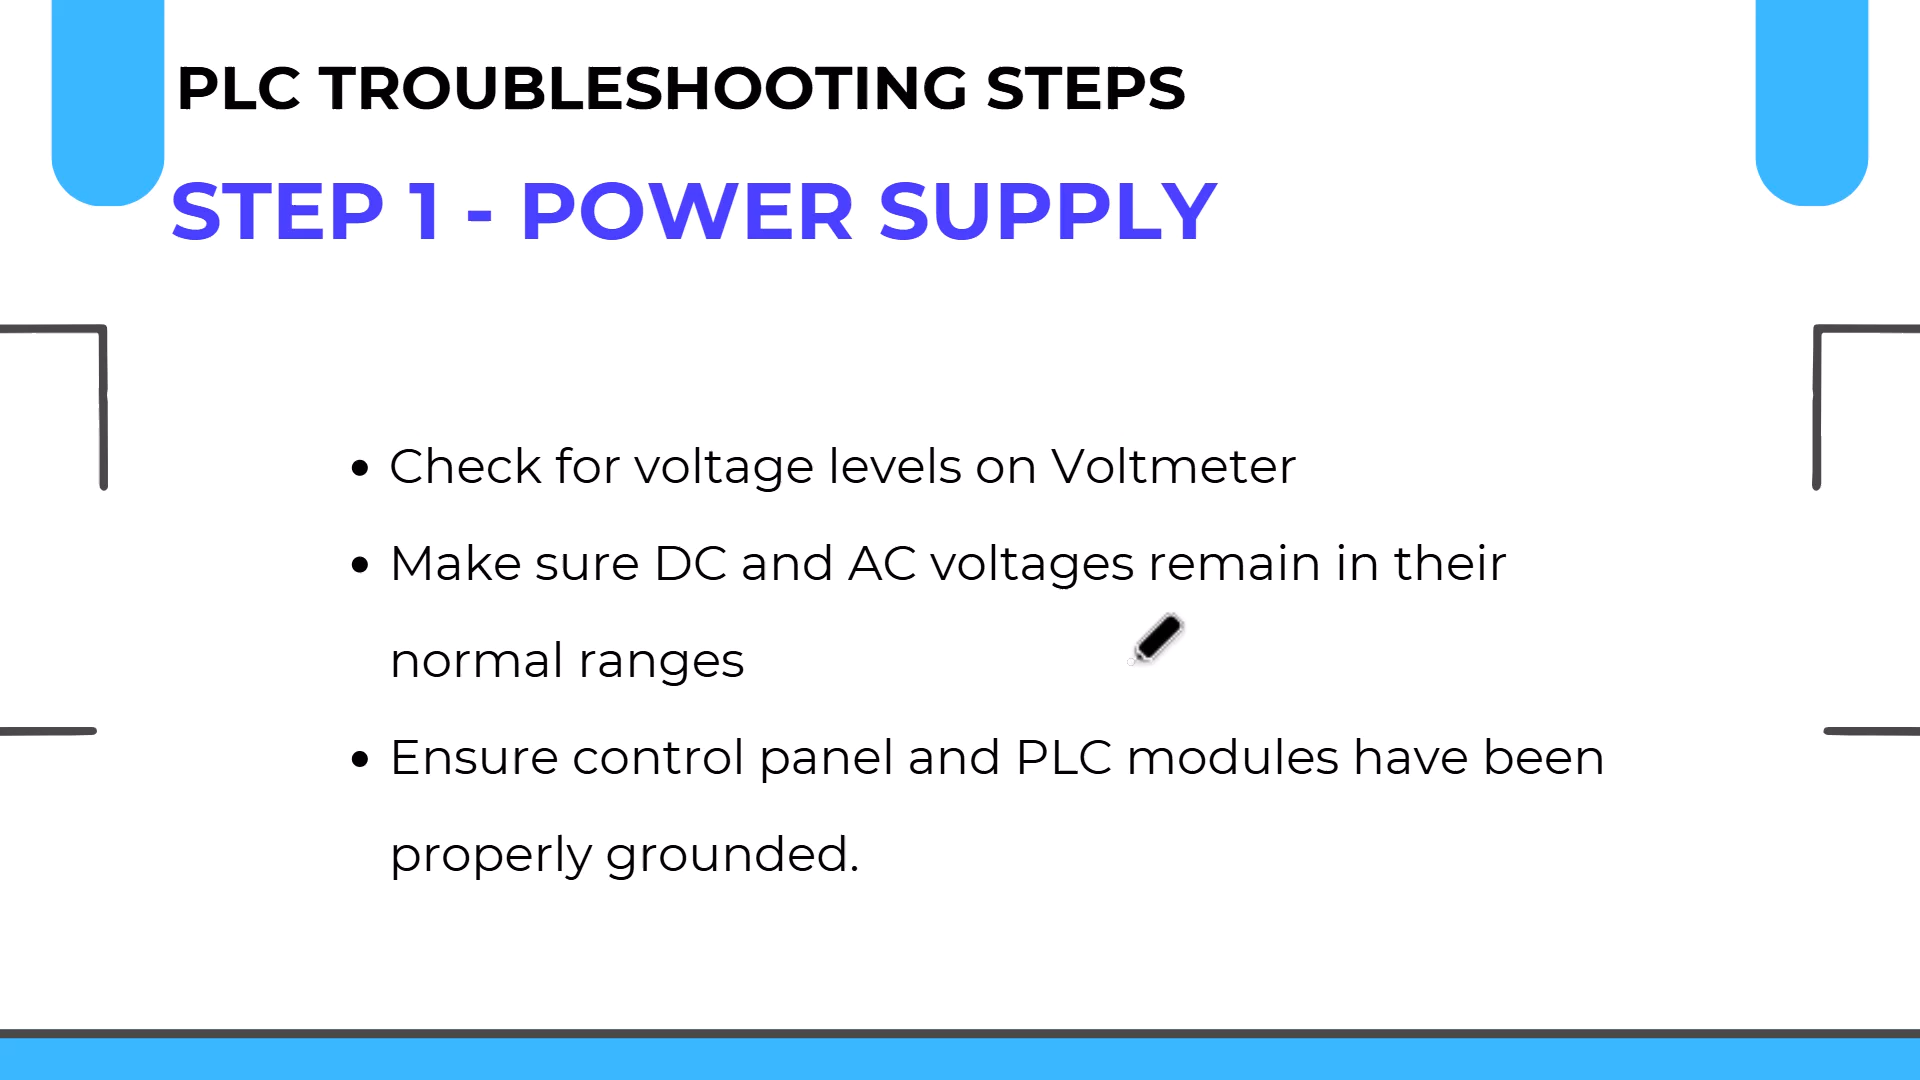 PLC TROUBLESHOOTING STEPS
STEP 1 - POWER SUPPLY
• Check for voltage levels on Voltmeter
• Make sure DC and AC voltages remain in their
normal ranges
• Ensure control panel and PLC modules have been
properly grounded.